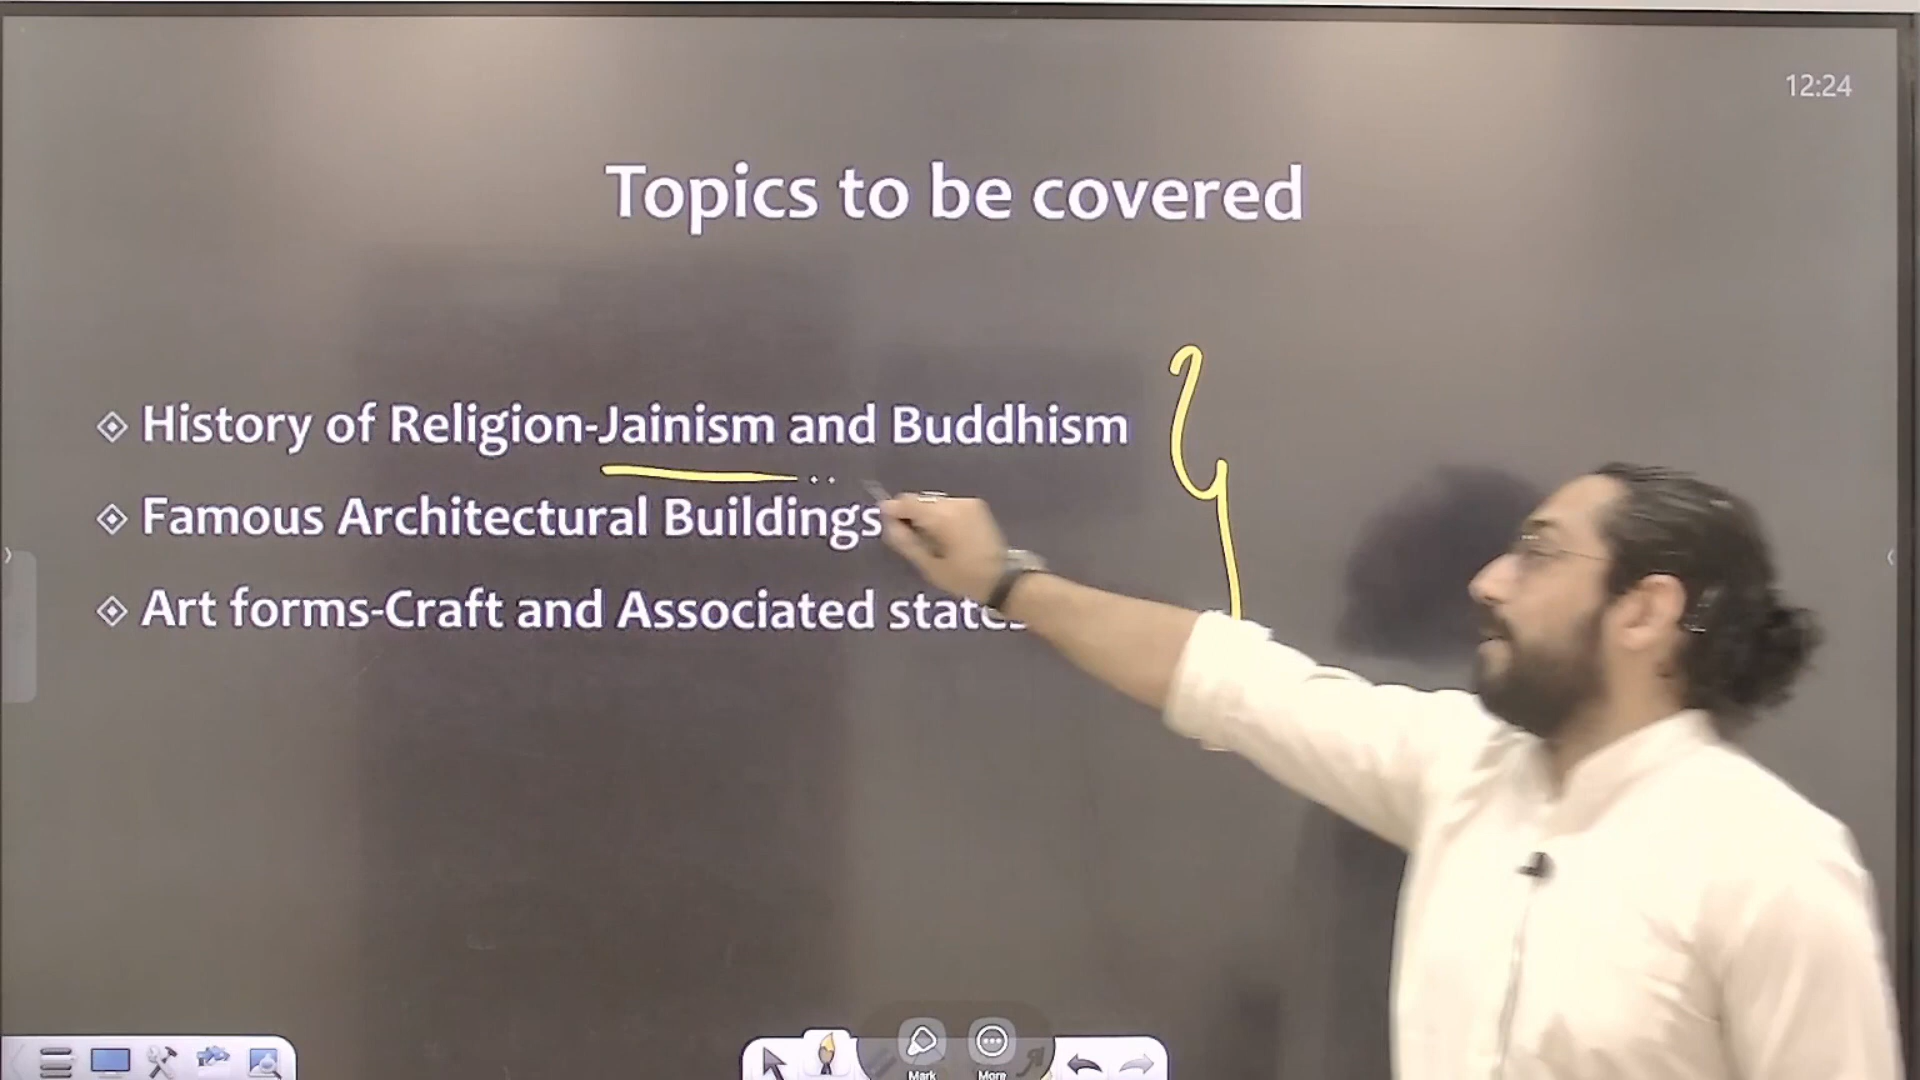 12:24
Topics to be covered
History of Religion-Jainism and Buddhism
Famous Architectural Buildings
Art forms-Craft and Associated states
Mark
More